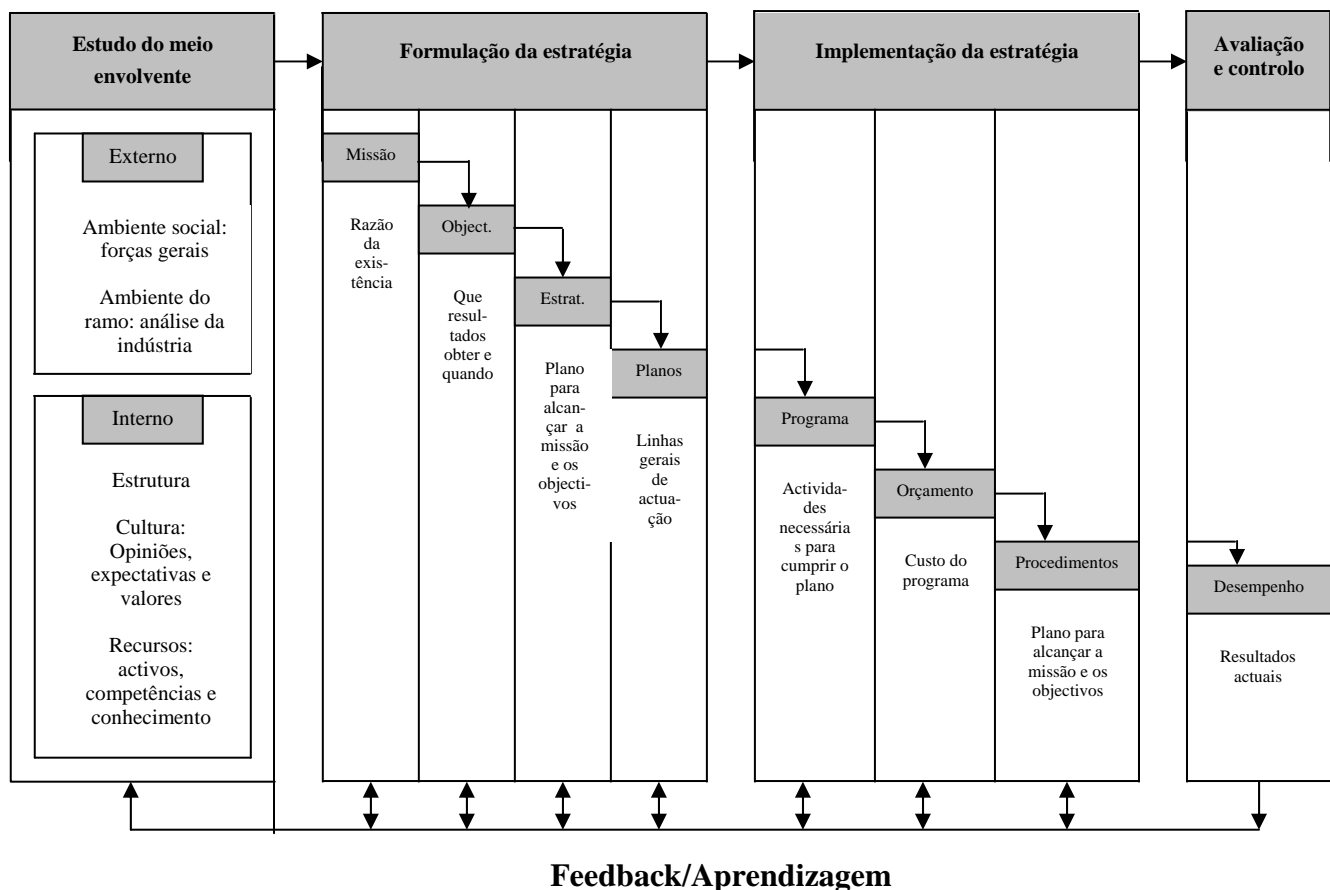 Estudo do meio
envolvente
Formulação da estratégia
Implementação da estratégia
Avaliação
e controlo
Externo
Ambiente social:
forças gerais
Ambiente do
ramo: análise da
indústria
Interno
Estrutura
Cultura:
Opiniões,
expectativas e
valores
Recursos:
activos,
competências e
conhecimento
Missão
Razão
da
exis-
tência
Object.
Que
resul-
tados
obter e
quando
Estrat.
Plano
para
alcan-
çar a
missão
e os
objecti-
vos
Planos
Linhas
gerais
de
actua-
ção
Programa
Activida-
des
necessária
s para
cumprir o
plano
Orçamento
Custo do
programa
Procedimentos
Plano para
alcançar a
missão e os
objectivos
Desempenho
Resultados
actuais
Feedback/Aprendizagem